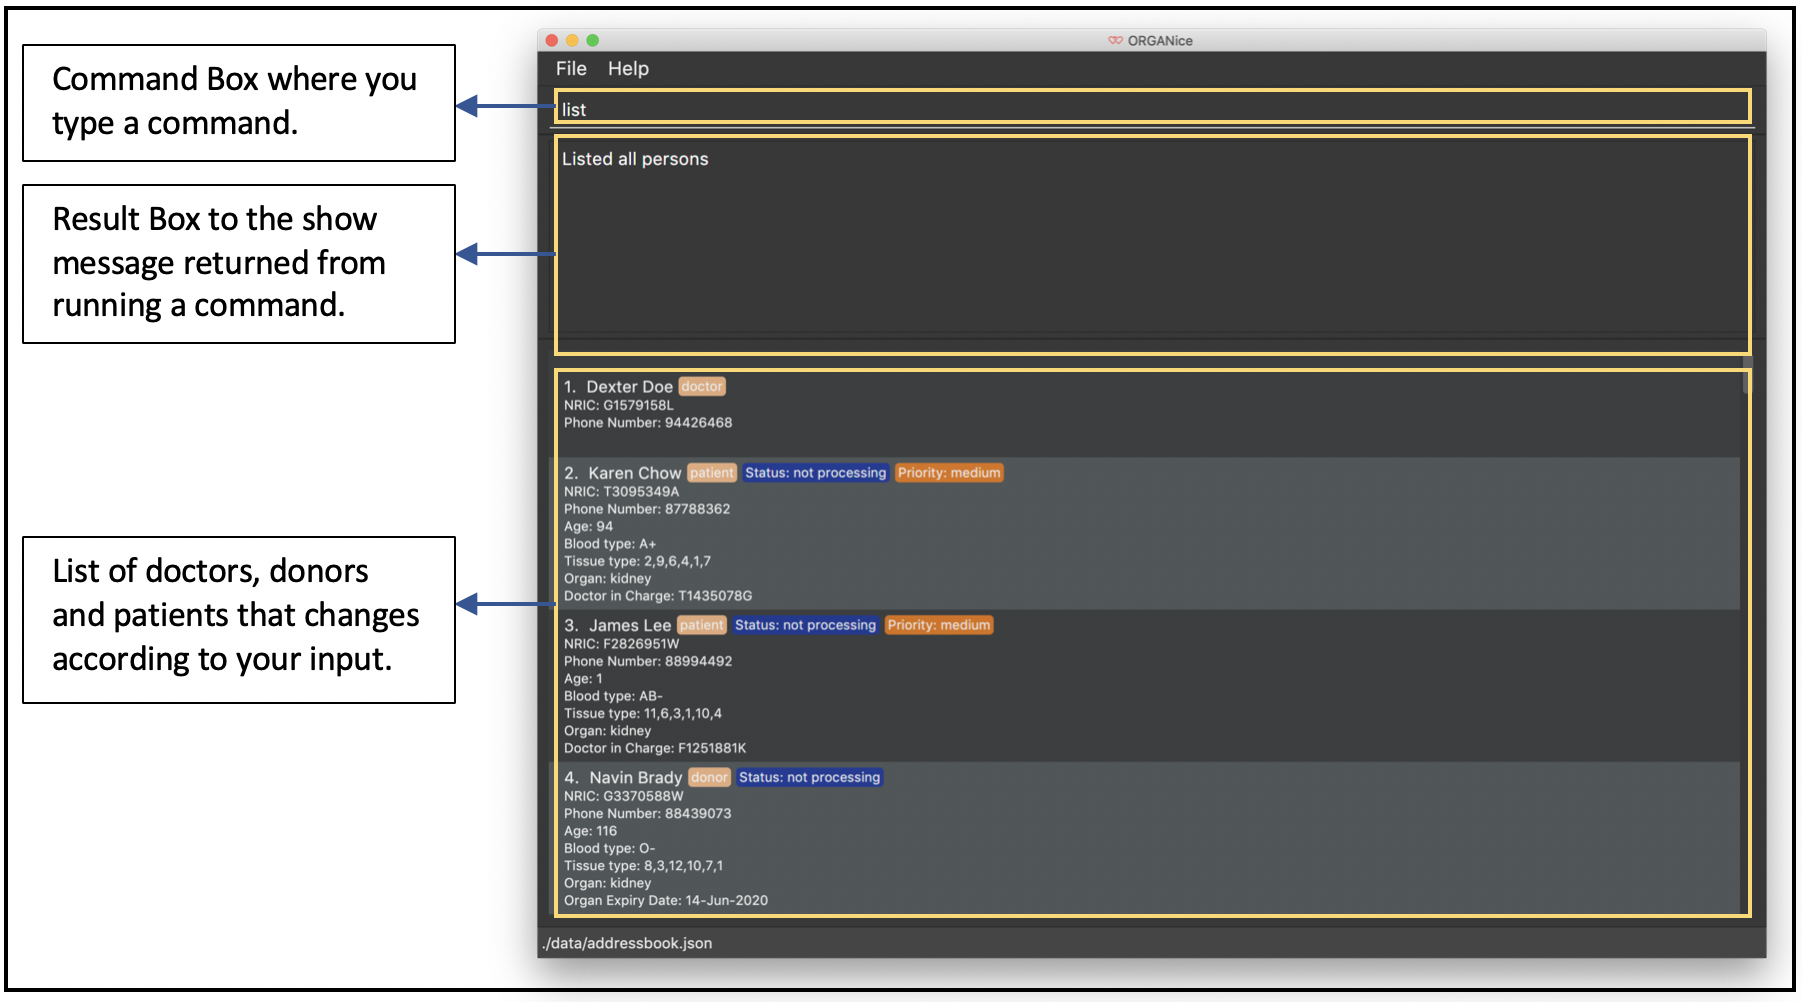 Command Box where you
type a command.
Result Box to the show
message returned from
running a command.
List of doctors, donors
and patients that changes
according to your input.
ORGANice
File Help
list
Listed all persons
1. Dexter Doe doctor
NRIC: G1579158L
Phone Number: 94426468
2. Karen Chow patient Status: not processing Priority: medium
NRIC: T3095349A
Phone Number: 87788362
Age: 94
Blood type: A+
Tissue type: 2,9,6,4,1,7
Organ: kidney
Doctor in Charge: T1435078G
3. James Lee patient Status: not processing Priority: medium
NRIC: F2826951W
Phone Number: 88994492
Age: 1
Blood type: AB-
Tissue type: 11,6,3,1,10,4
Organ: kidney
Doctor in Charge: F1251881K
4. Navin Brady donor Status: not processing
NRIC: G3370588W
Phone Number: 88439073
Age: 116
Blood type: O-
Tissue type: 8,3,12,10,7,1
Organ: kidney
Organ Expiry Date: 14-Jun-2020
./data/addressbook.json